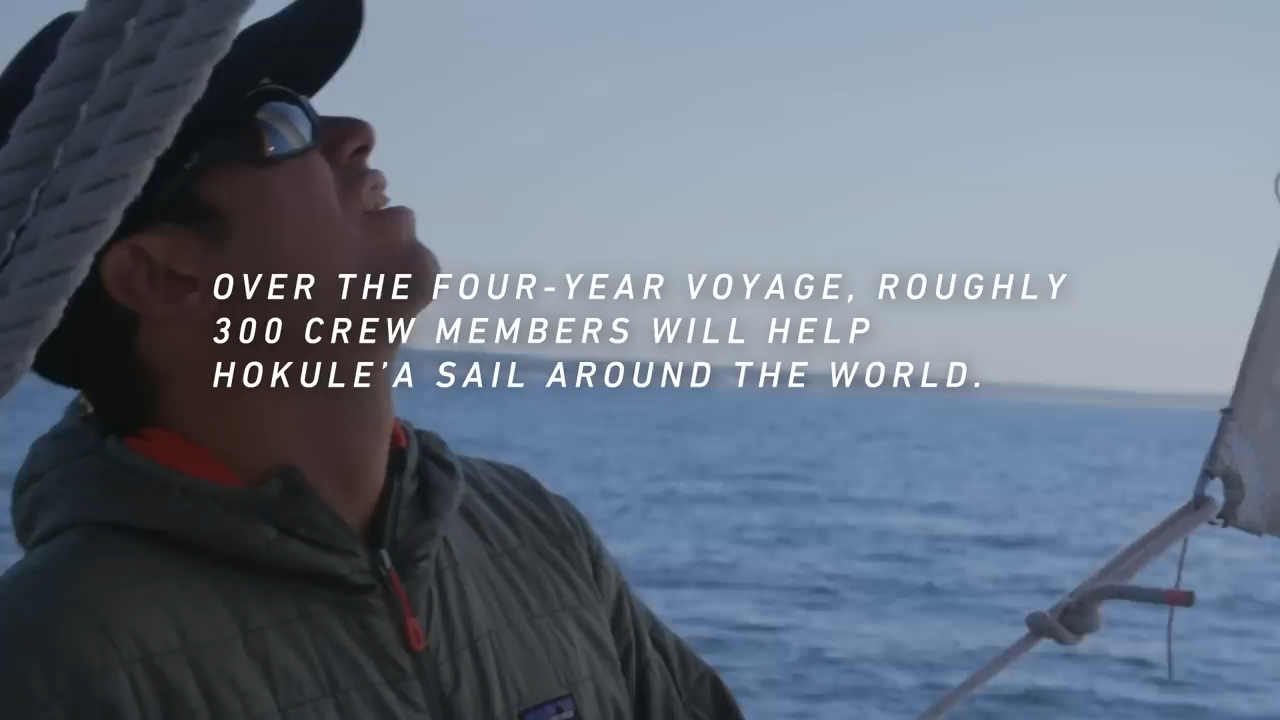 OVER THE FOUR-YEAR VOYAGE, ROUGHLY
300 CREW MEMBERS WILL HELP
HOKULE'A SAIL AROUND THE WORLD.